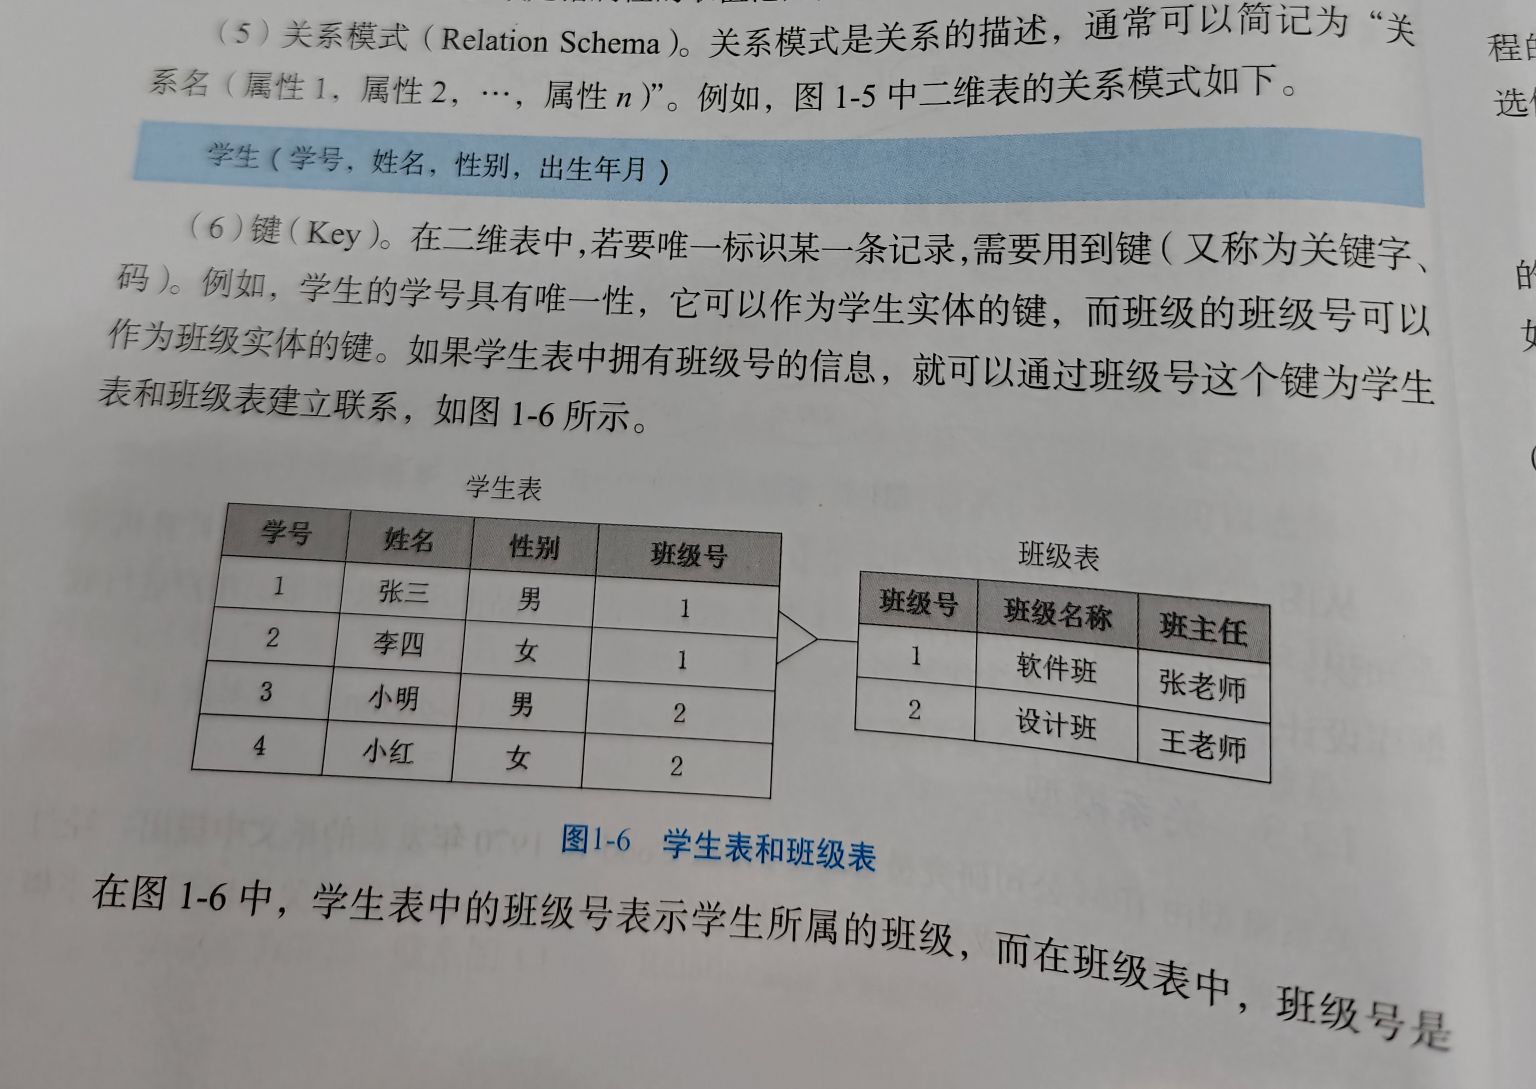 （5）关系模式（Relation Schema）。关系模式是关系的描述，通常可以简记为“关
系名（属性1，属性2，…，属性n）”。例如，图1-5中二维表的关系模式如下。
学生(学号，姓名，性别，出生年月)
（6）键（Key）。在二维表中，若要唯一标识某一条记录，需要用到键（又称为关键字、
码）。例如，学生的学号具有唯一性，它可以作为学生实体的键，而班级的班级号可以
作为班级实体的键。如果学生表中拥有班级号的信息，就可以通过班级号这个键为学生
表和班级表建立联系，如图1-6所示。
学生表
学号 姓名 性别 班级号
1 张三 男 1
2 李四 女 1
3 小明 男 2
4 小红 女 2
班级表
班级号 班级名称 班主任
1 软件班 张老师
2 设计班 王老师
图1-6 学生表和班级表
在图1-6中，学生表中的班级号表示学生所属的班级，而在班级表中，班级号是
程
选
的